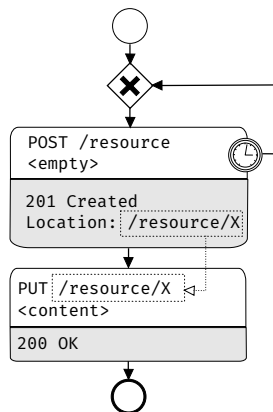 POST /resource
<empty>
201 Created
Location: /resource/X
PUT /resource/X
<content>
200 OK